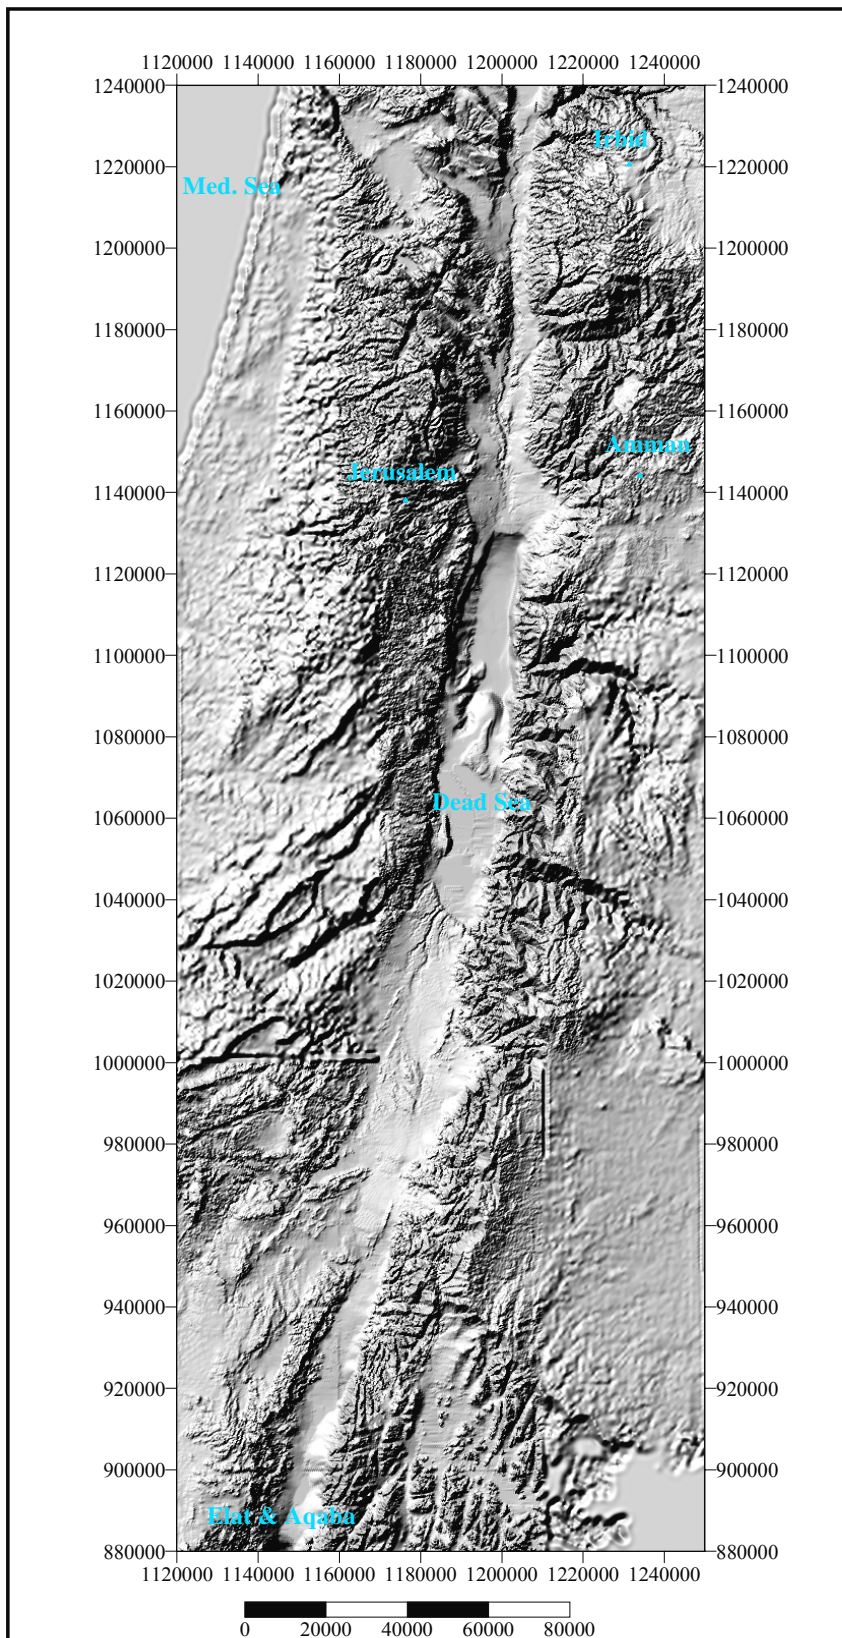 1120000 1140000 1160000 1180000 1200000 1220000 1240000
1240000 1240000
Irbid
1220000 1220000
Med. Sea
1200000 1200000
1180000 1180000
1160000 1160000
Amman
Jerusalem
1140000 1140000
1120000 1120000
1100000 1100000
1080000 1080000
Dead Sea
1060000 1060000
1040000 1040000
1020000 1020000
1000000 1000000
980000 980000
960000 960000
940000 940000
920000 920000
900000 900000
Elat & Aqaba
880000 880000
1120000 1140000 1160000 1180000 1200000 1220000 1240000
0 20000 40000 60000 80000